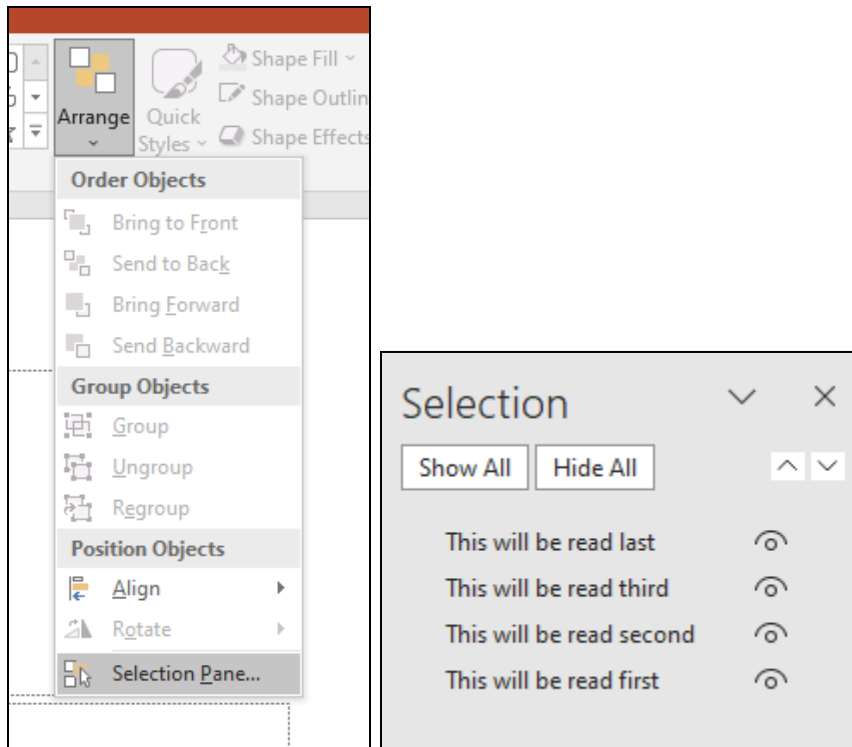 Arrange
Quick
Styles
Shape Fill
Shape Outlin
Shape Effects
Order Objects
Bring to Front
Send to Back
Bring Forward
Send Backward
Group Objects
Group
Ungroup
Regroup
Position Objects
Align
Rotate
Selection Pane...
Selection
Show All Hide All
This will be read last
This will be read third
This will be read second
This will be read first